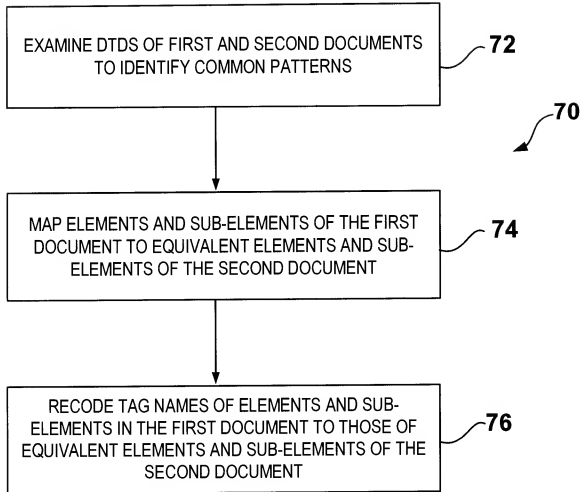 EXAMINE DTDS OF FIRST AND SECOND DOCUMENTS
TO IDENTIFY COMMON PATTERNS
72
70
MAP ELEMENTS AND SUB-ELEMENTS OF THE FIRST
DOCUMENT TO EQUIVALENT ELEMENTS AND SUB-
ELEMENTS OF THE SECOND DOCUMENT
74
RECODE TAG NAMES OF ELEMENTS AND SUB-
ELEMENTS IN THE FIRST DOCUMENT TO THOSE OF
EQUIVALENT ELEMENTS AND SUB-ELEMENTS OF THE
SECOND DOCUMENT
76